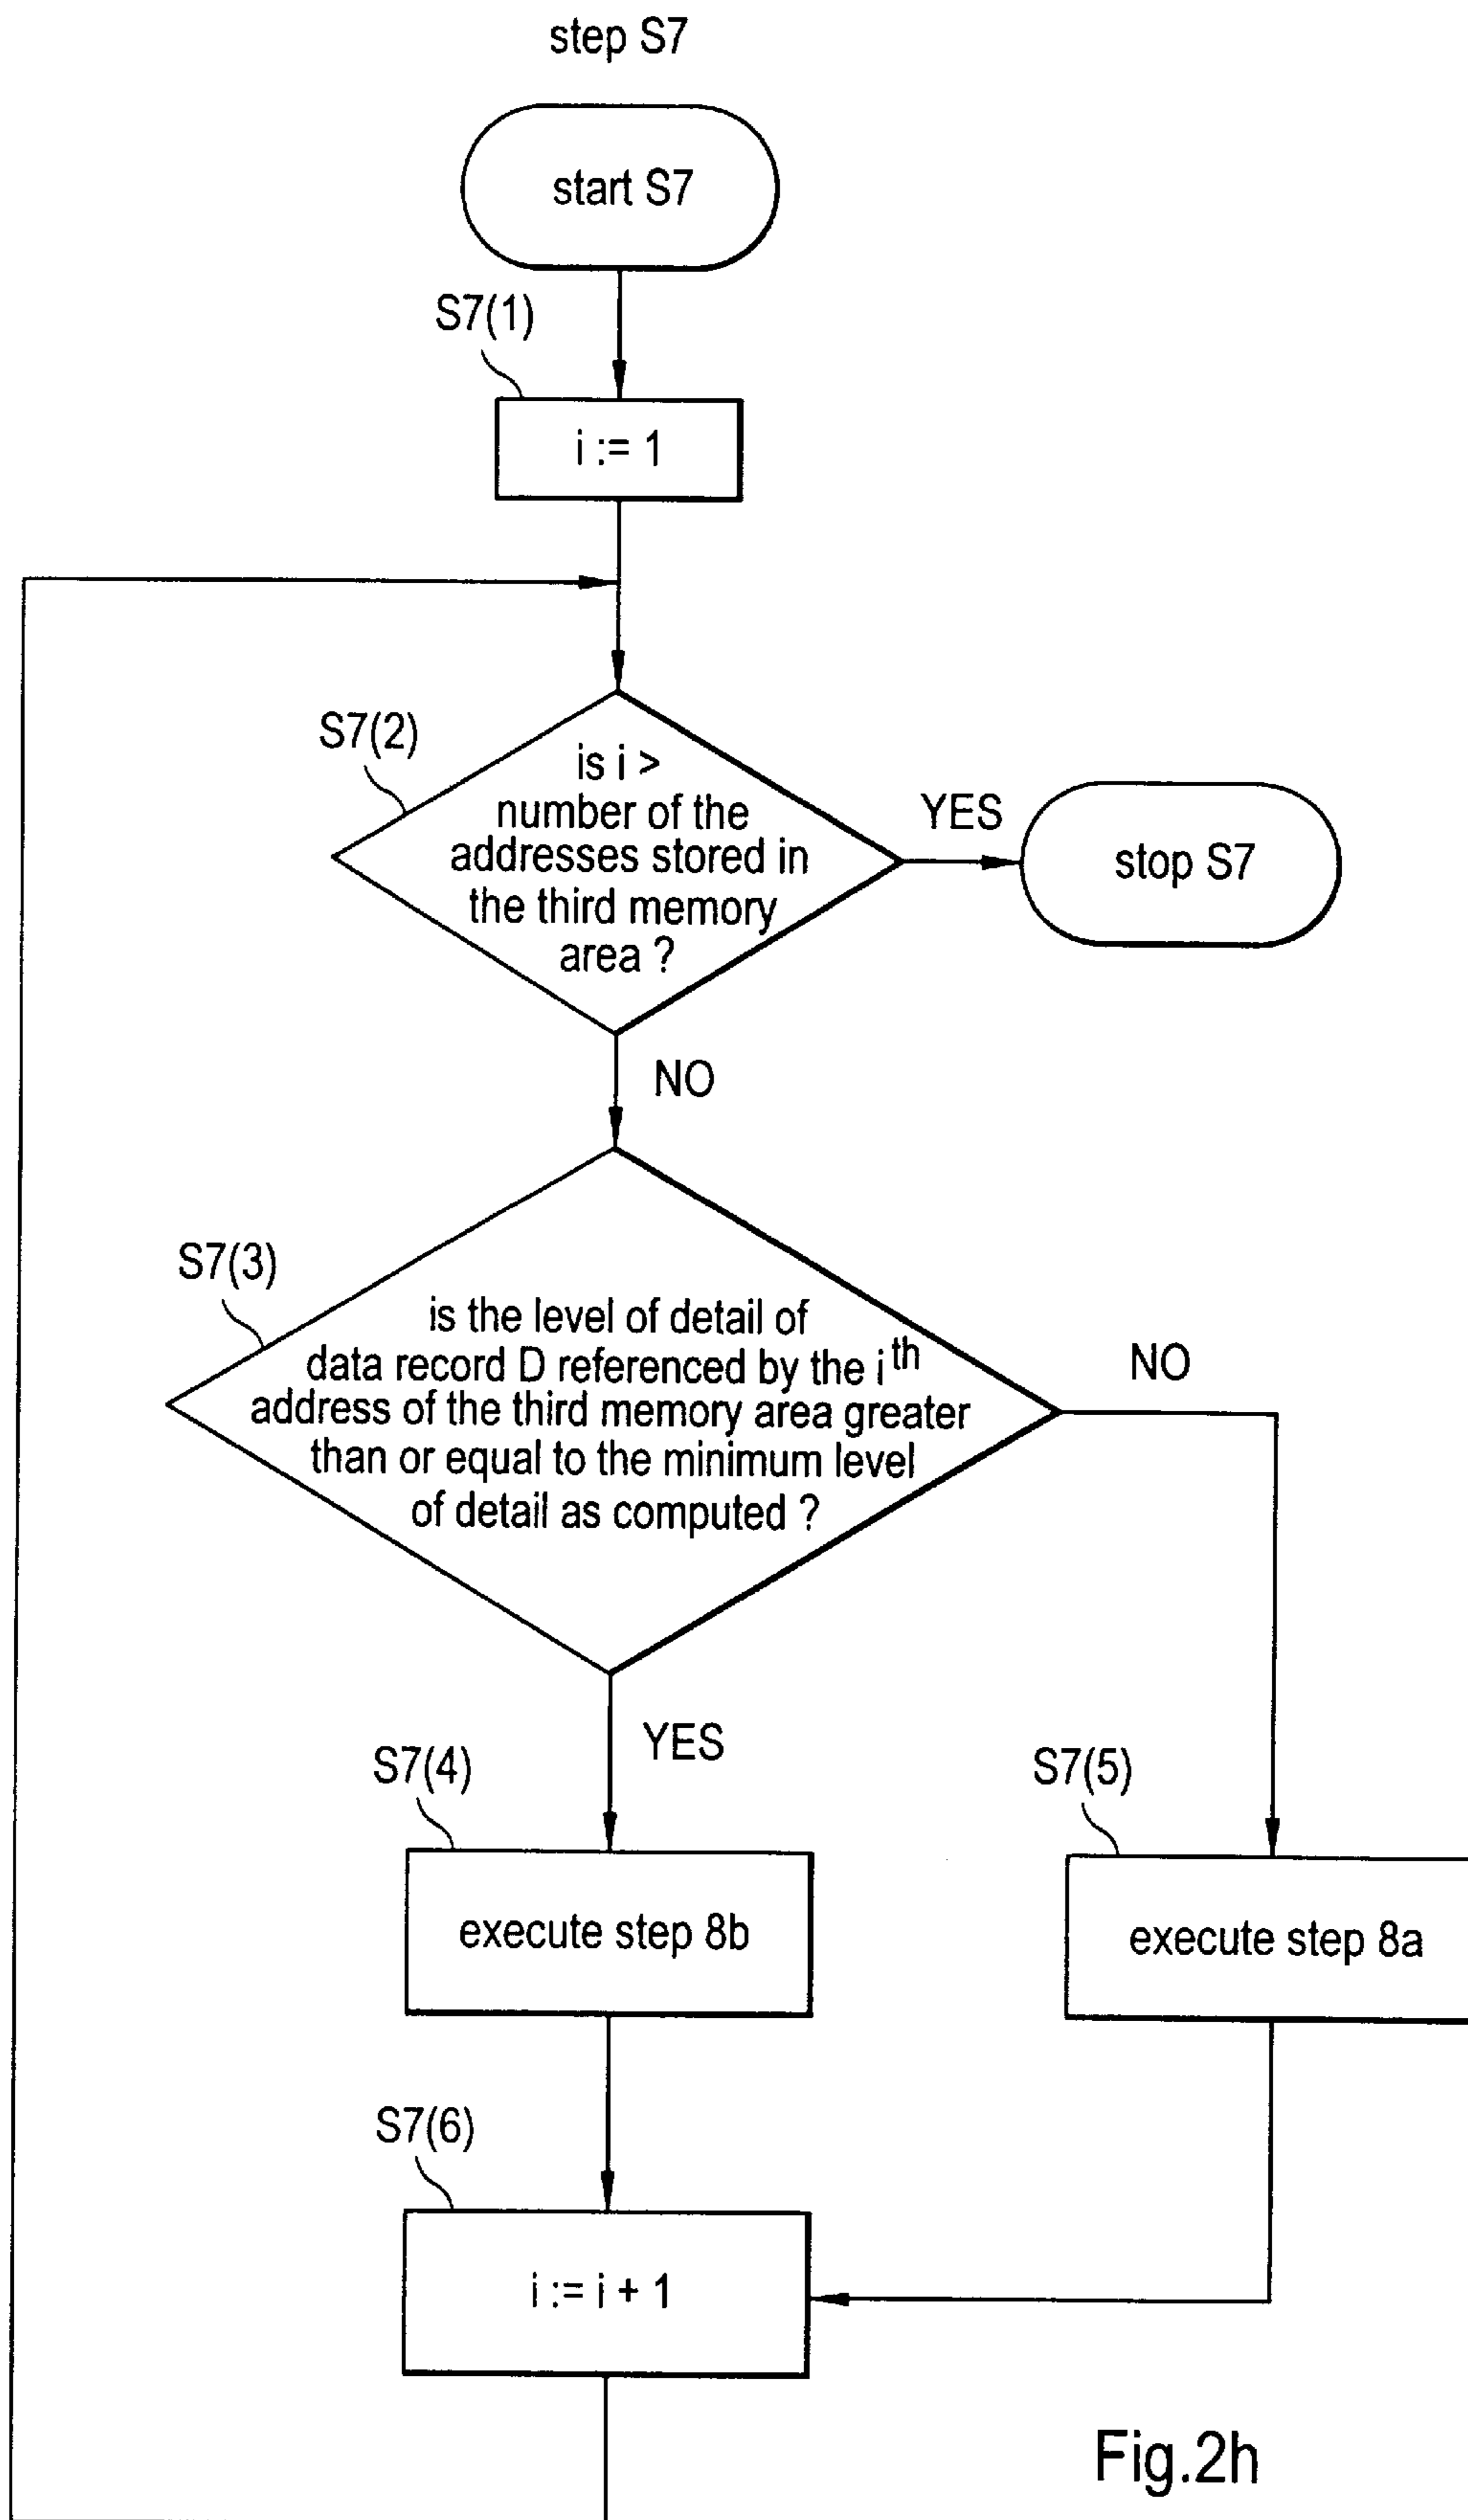 step S7
start S7
S7(1)
i := 1
S7(2)
is i >
number of the
addresses stored in
the third memory
area ?
YES
stop S7
NO
S7(3)
is the level of detail of
data record D referenced by the ith
address of the third memory area greater
than or equal to the minimum level
of detail as computed ?
NO
YES
S7(4)
execute step 8b
S7(5)
execute step 8a
S7(6)
i := i + 1
Fig.2h